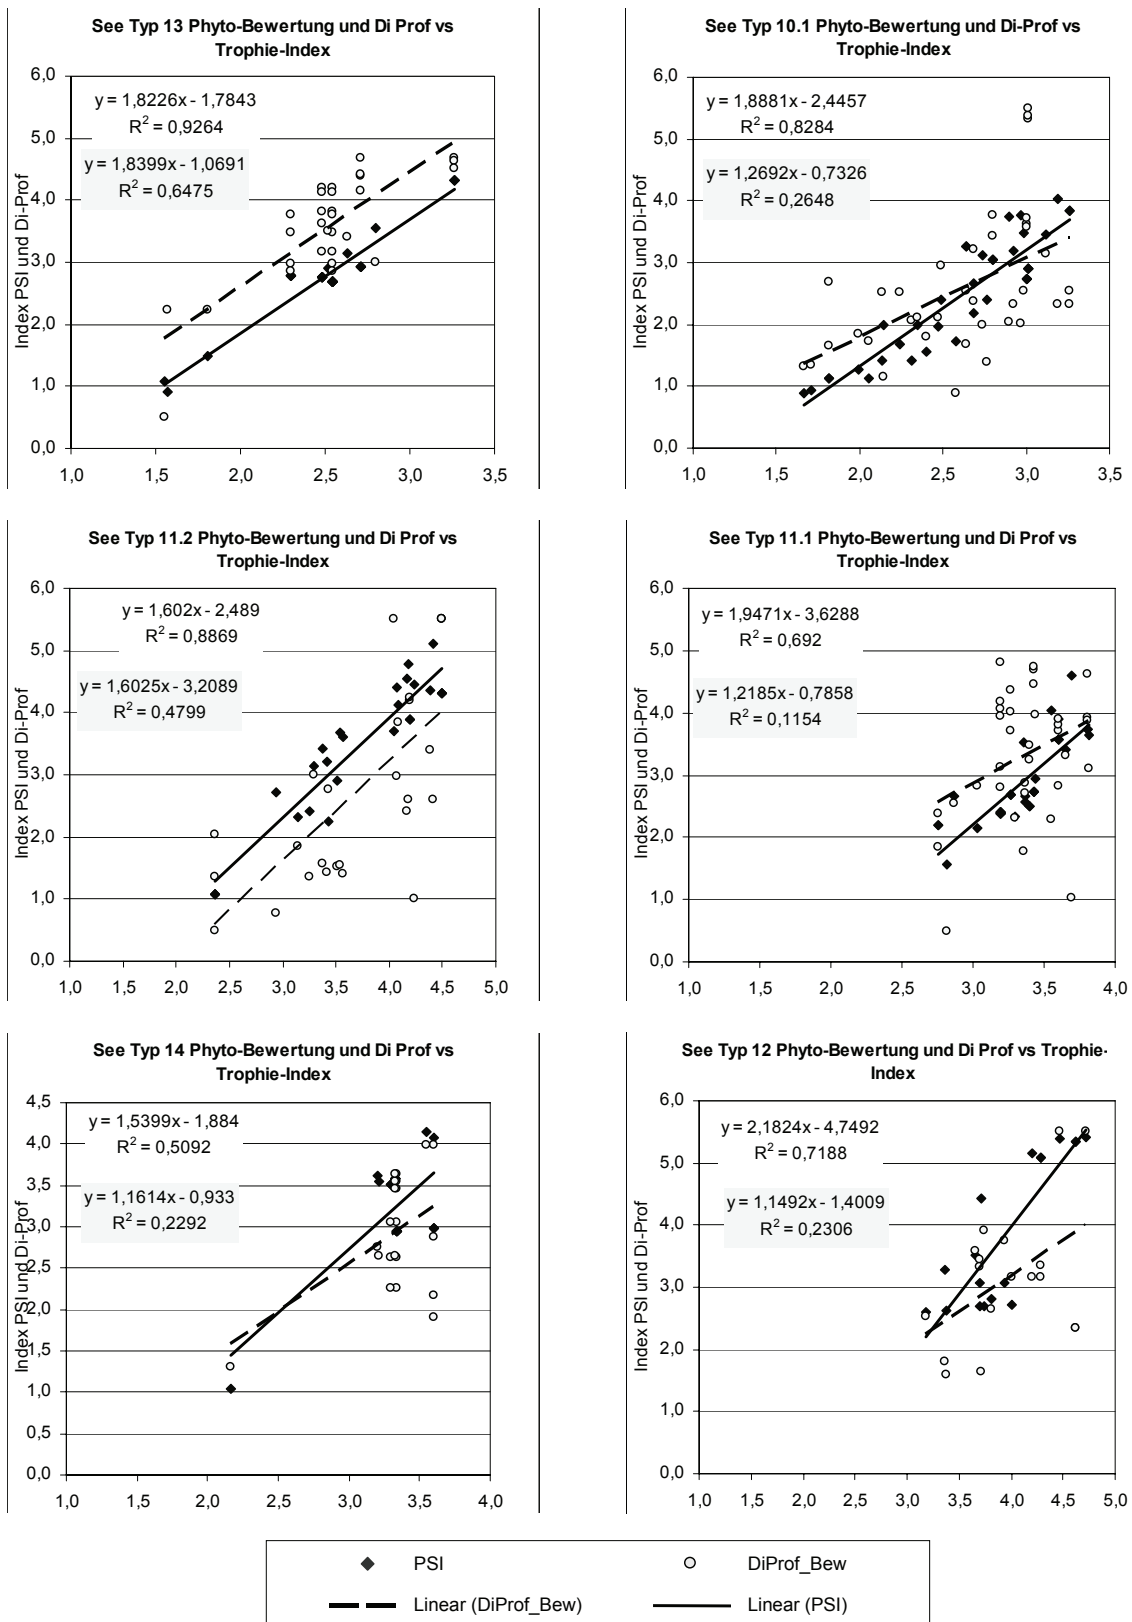 See Typ 13 Phyto-Bewertung und Di Prof vs
Trophie-Index
6,0
5,0
4,0
3,0
2,0
1,0
0,0
Index PSI und Di-Prof
y = 1,8226x - 1,7843
R² = 0,9264
y = 1,8399x - 1,0691
R² = 0,6475
1,0 1,5 2,0 2,5 3,0 3,5
See Typ 10.1 Phyto-Bewertung und Di-Prof vs
Trophie-Index
6,0
5,0
4,0
3,0
2,0
1,0
0,0
Index PSI und Di-Prof
y = 1,8881x - 2,4457
R² = 0,8284
y = 1,2692x - 0,7326
R² = 0,2648
1,0 1,5 2,0 2,5 3,0 3,5
See Typ 11.2 Phyto-Bewertung und Di Prof vs
Trophie-Index
6,0
5,0
4,0
3,0
2,0
1,0
0,0
Index PSI und Di-Prof
y = 1,602x - 2,489
R² = 0,8869
y = 1,6025x - 3,2089
R² = 0,4799
1,0 1,5 2,0 2,5 3,0 3,5 4,0 4,5 5,0
See Typ 11.1 Phyto-Bewertung und Di Prof vs
Trophie-Index
6,0
5,0
4,0
3,0
2,0
1,0
0,0
Index PSI und Di-Prof
y = 1,9471x - 3,6288
R² = 0,692
y = 1,2185x - 0,7858
R² = 0,1154
1,0 1,5 2,0 2,5 3,0 3,5 4,0
See Typ 14 Phyto-Bewertung und Di Prof vs
Trophie-Index
4,5
4,0
3,5
3,0
2,5
2,0
1,5
1,0
0,5
0,0
Index PSI und Di-Prof
y = 1,5399x - 1,884
R² = 0,5092
y = 1,1614x - 0,933
R² = 0,2292
1,0 2,0 3,0 4,0
See Typ 12 Phyto-Bewertung und Di Prof vs Trophie-
Index
6,0
5,0
4,0
3,0
2,0
1,0
0,0
Index PSI und Di-Prof
y = 2,1824x - 4,7492
R² = 0,7188
y = 1,1492x - 1,4009
R² = 0,2306
1,0 1,5 2,0 2,5 3,0 3,5 4,0 4,5 5,0
PSI DiProf_Bew
Linear (DiProf_Bew) Linear (PSI)